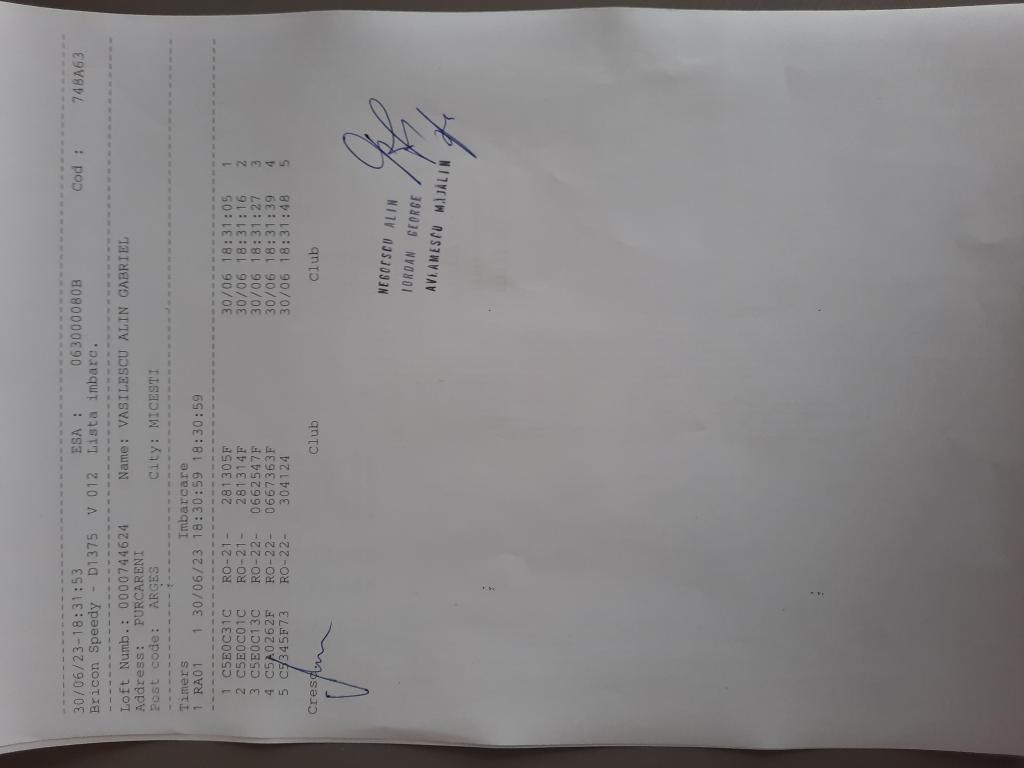 30/06/23-18:31:53 ESA : 063000080B Cod : 748A63
Bricon Speedy - D1375 V 012 Lista imbarc.
Loft Numb.: 0000744624 Name: VASILESCU ALIN GABRIEL
Address: PURCARENI
Post code: ARGES City: MICESTI
Timers Imbarcare
1 RA01 1 30/06/23 18:30:59 18:30:59
1 C5E0C31C RO-21- 281305F 30/06 18:31:05 1
2 C5E0C01C RO-21- 281314F 30/06 18:31:16 2
3 C5E0C13C RO-22- 0662547F 30/06 18:31:27 3
4 C5A0262F RO-22- 0667363F 30/06 18:31:39 4
5 345F73 RO-22- 304124 30/06 18:31:48 5
Club Club
NEGOESCU ALIN
IORDAN GEORGE